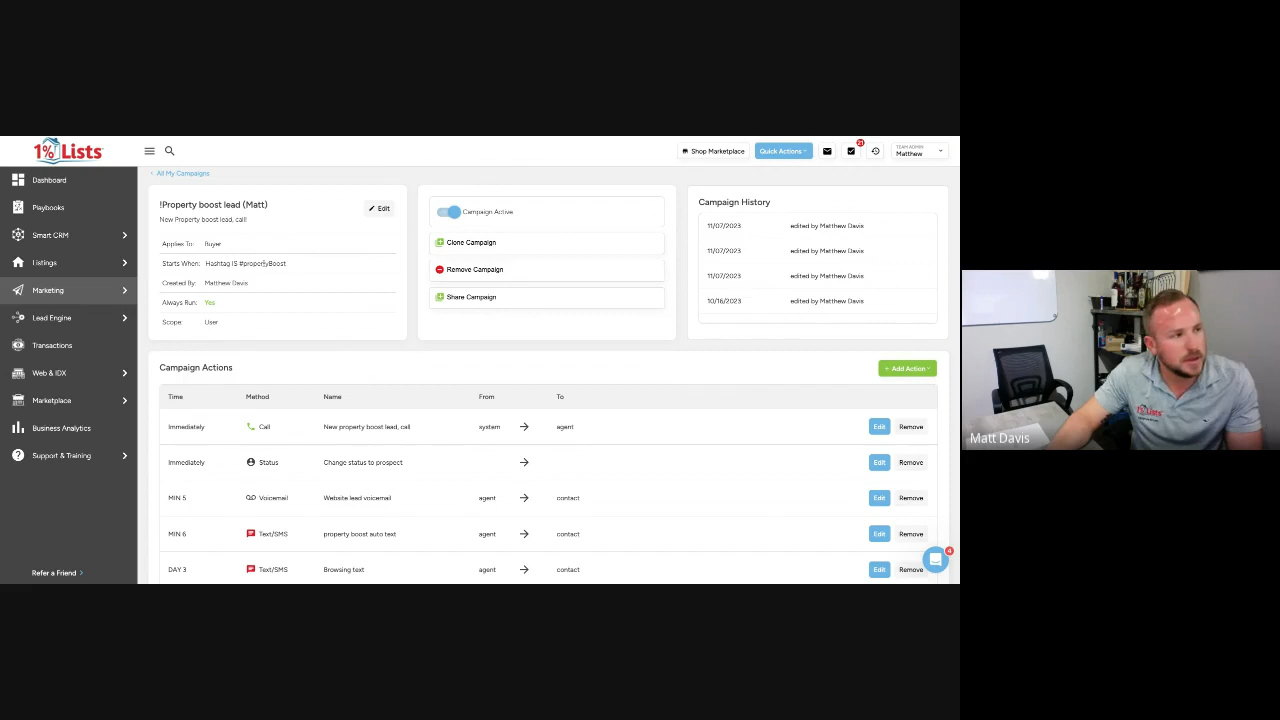 1% Lists
Shop Marketplace
Quick Actions
21
TEAM ADMIN
Matthew
Dashboard
Playbooks
Smart CRM
Listings
Marketing
Lead Engine
Transactions
Web & IDX
Marketplace
Business Analytics
Support & Training
Refer a Friend >
< All My Campaigns
!Property boost lead (Matt)
Edit
New Property boost lead, call!
Applies To: Buyer
Starts When: Hashtag IS #propertyBoost
Created By: Matthew Davis
Always Run: Yes
Scope: User
Campaign Active
Clone Campaign
Remove Campaign
Share Campaign
Campaign History
11/07/2023 edited by Matthew Davis
11/07/2023 edited by Matthew Davis
11/07/2023 edited by Matthew Davis
10/16/2023 edited by Matthew Davis
Campaign Actions
+ Add Action
Time Method Name From To
Immediately Call New property boost lead, call system → agent Edit Remove
Immediately Status Change status to prospect → Edit Remove
MIN 5 Voicemail Website lead voicemail agent → contact Edit Remove
MIN 6 Text/SMS property boost auto text agent → contact Edit Remove
DAY 3 Text/SMS Browsing text agent → contact Edit Remove
4
1% Lists
Matt Davis